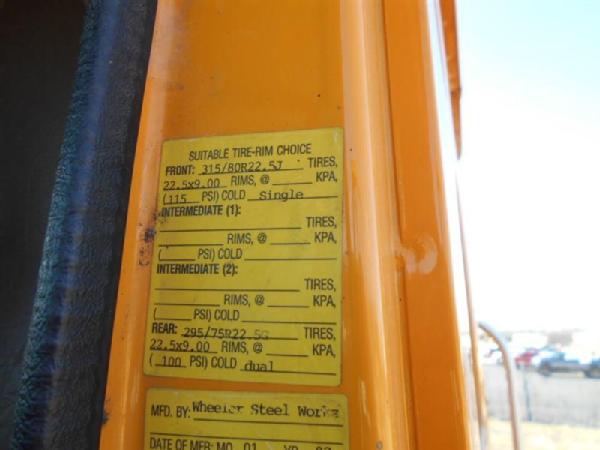 SUITABLE TIRE-RIM CHOICE
FRONT: 315/80R22.5J TIRES,
22.5x9.00 RIMS, @ KPA,
(115 PSI) COLD Single
INTERMEDIATE (1):
TIRES,
RIMS, @ KPA,
( PSI) COLD
INTERMEDIATE (2):
TIRES,
RIMS, @ KPA,
( PSI) COLD
REAR: 295/75R22.5G TIRES,
22.5x9.00 RIMS, @ KPA,
( 100 PSI) COLD dual
MFD. BY: Wheeler Steel Works
DATE OF MFR: MO. 01 YR.